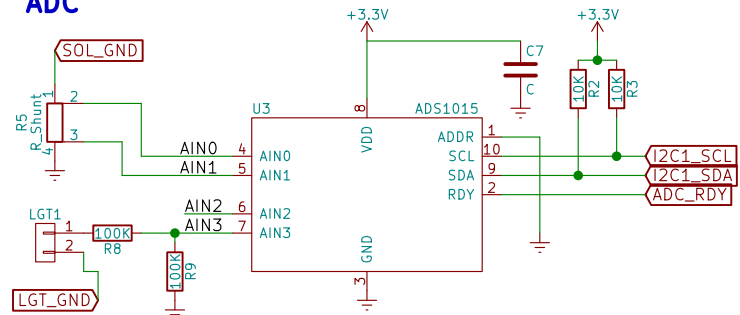 ADC
+3.3V
+3.3V
SOL_GND
C7
C
R5
R_Shunt
1
2
3
4
U3
ADS1015
8
VDD
R2
10K
R3
10K
ADDR
1
AIN0
4
AIN0
SCL
10
I2C1_SCL
AIN1
5
AIN1
SDA
9
I2C1_SDA
RDY
2
ADC_RDY
AIN2
6
AIN2
AIN3
7
AIN3
LGT1
1
2
100K
R8
100K
R9
GND
3
LGT_GND